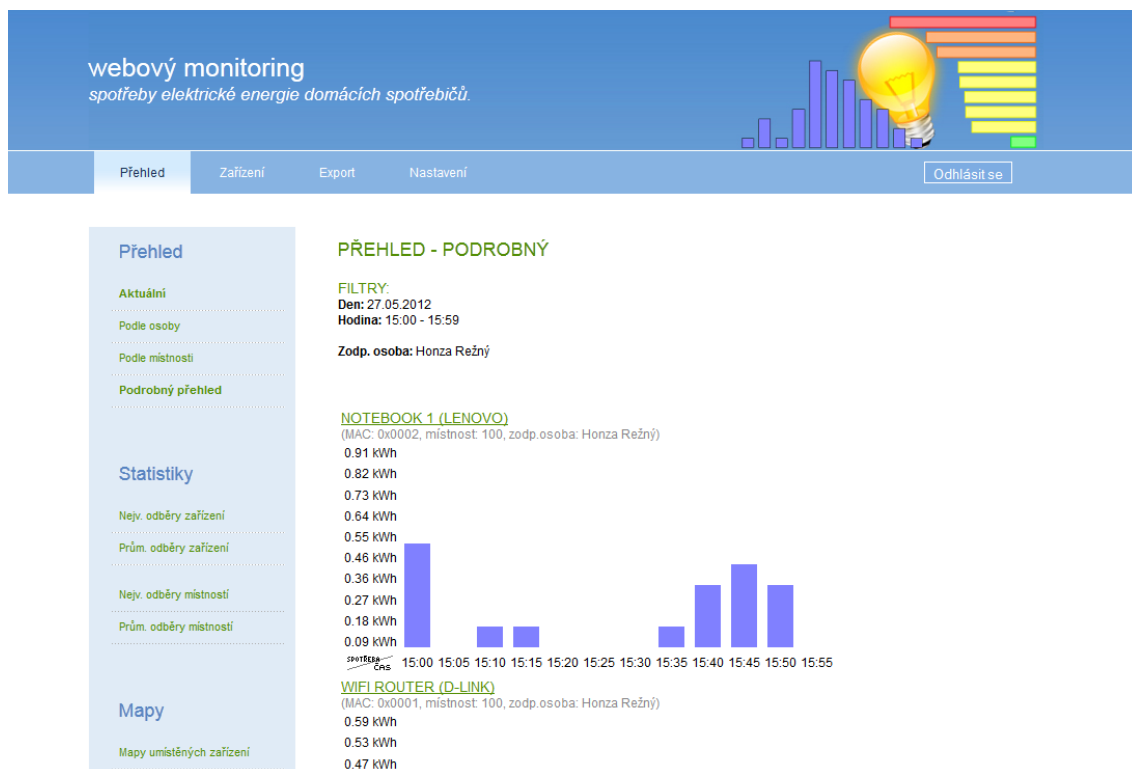 webový monitoring
spotřeby elektrické energie domácích spotřebičů.
Přehled Zařízení Export Nastavení Odhlásit se
Přehled
Aktuální
Podle osoby
Podle místnosti
Podrobný přehled
Statistiky
Nejv. odběry zařízení
Prům. odběry zařízení
Nejv. odběry místností
Prům. odběry místností
Mapy
Mapy umístěných zařízení
PŘEHLED - PODROBNÝ
FILTRY:
Den: 27.05.2012
Hodina: 15:00 - 15:59
Zodp. osoba: Honza Režný
NOTEBOOK 1 (LENOVO)
(MAC: 0x0002, místnost: 100, zodp.osoba: Honza Režný)
0.91 kWh
0.82 kWh
0.73 kWh
0.64 kWh
0.55 kWh
0.46 kWh
0.36 kWh
0.27 kWh
0.18 kWh
0.09 kWh
SPOTŘEBA
ČAS
15:00 15:05 15:10 15:15 15:20 15:25 15:30 15:35 15:40 15:45 15:50 15:55
WIFI ROUTER (D-LINK)
(MAC: 0x0001, místnost: 100, zodp.osoba: Honza Režný)
0.59 kWh
0.53 kWh
0.47 kWh